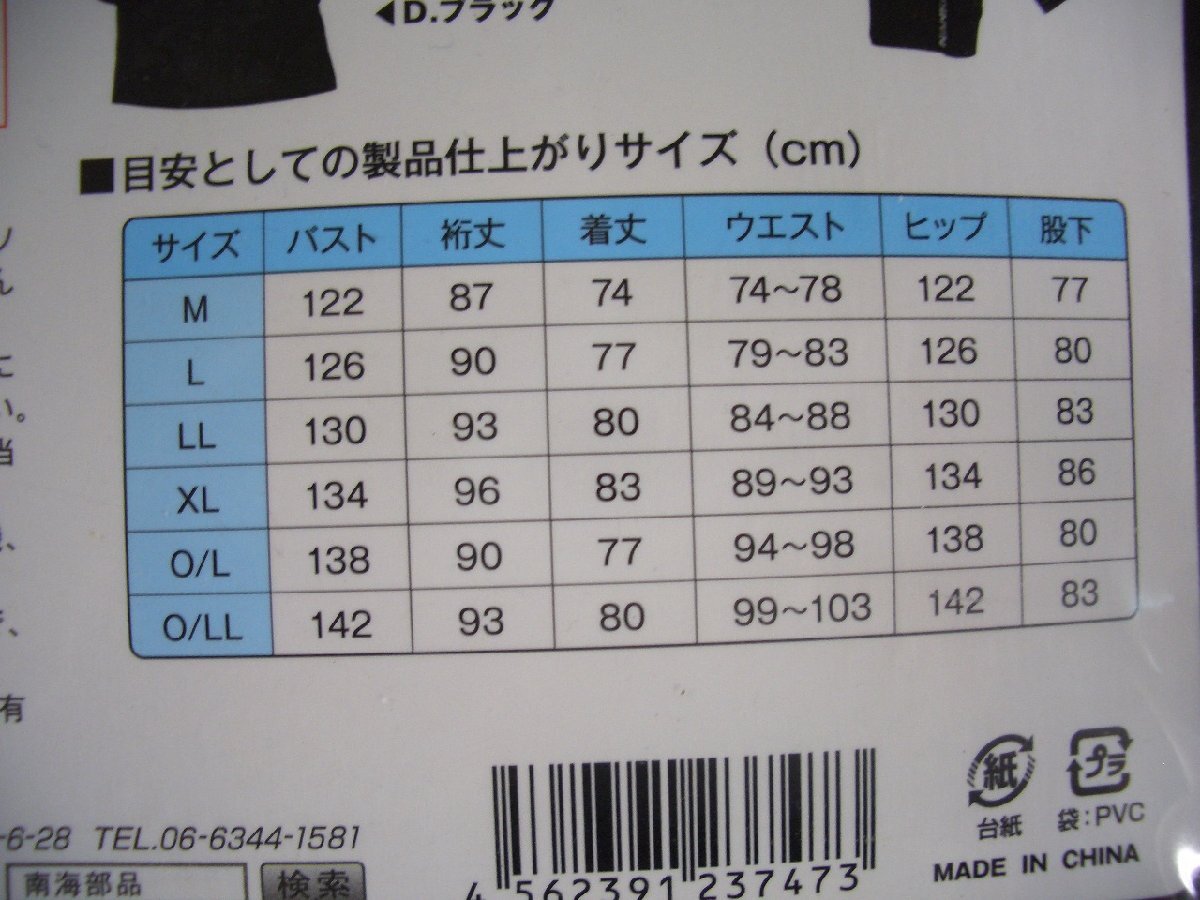 ◀D.ブラック
■目安としての製品仕上がりサイズ（cm）
サイズ バスト 裄丈 着丈 ウエスト ヒップ 股下
M 122 87 74 74〜78 122 77
L 126 90 77 79〜83 126 80
LL 130 93 80 84〜88 130 83
XL 134 96 83 89〜93 134 86
O/L 138 90 77 94〜98 138 80
O/LL 142 93 80 99〜103 142 83
に
い。
当
、
、
有
紙 プラ
台紙 袋：PVC
MADE IN CHINA
-6-28 TEL.06-6344-1581
南海部品 検索
4 562391 237473